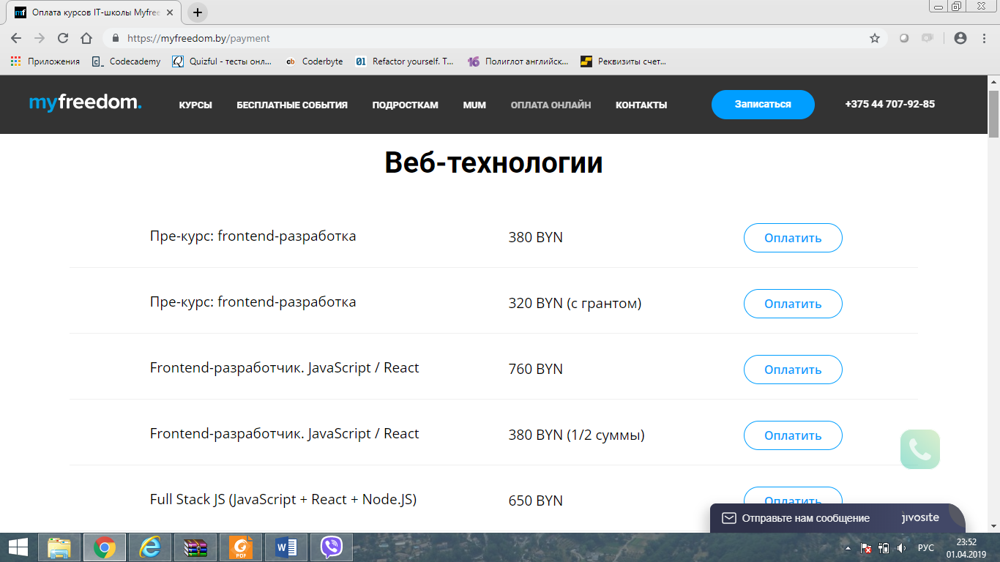 Оплата курсов IT-школы Myfree
https://myfreedom.by/payment
Приложения
Codecademy
Quizful - тесты онл...
Coderbyte
Refactor yourself. T...
Полиглот английск...
Реквизиты счет...
myfreedom.
КУРСЫ
БЕСПЛАТНЫЕ СОБЫТИЯ
ПОДРОСТКАМ
MUM
ОПЛАТА ОНЛАЙН
КОНТАКТЫ
Записаться
+375 44 707-92-85
Веб-технологии
Пре-курс: frontend-разработка 380 BYN Оплатить
Пре-курс: frontend-разработка 320 BYN (с грантом) Оплатить
Frontend-разработчик. JavaScript / React 760 BYN Оплатить
Frontend-разработчик. JavaScript / React 380 BYN (1/2 суммы) Оплатить
Full Stack JS (JavaScript + React + Node.JS) 650 BYN Оплатить
Отправьте нам сообщение jivosite
РУС
23:52
01.04.2019